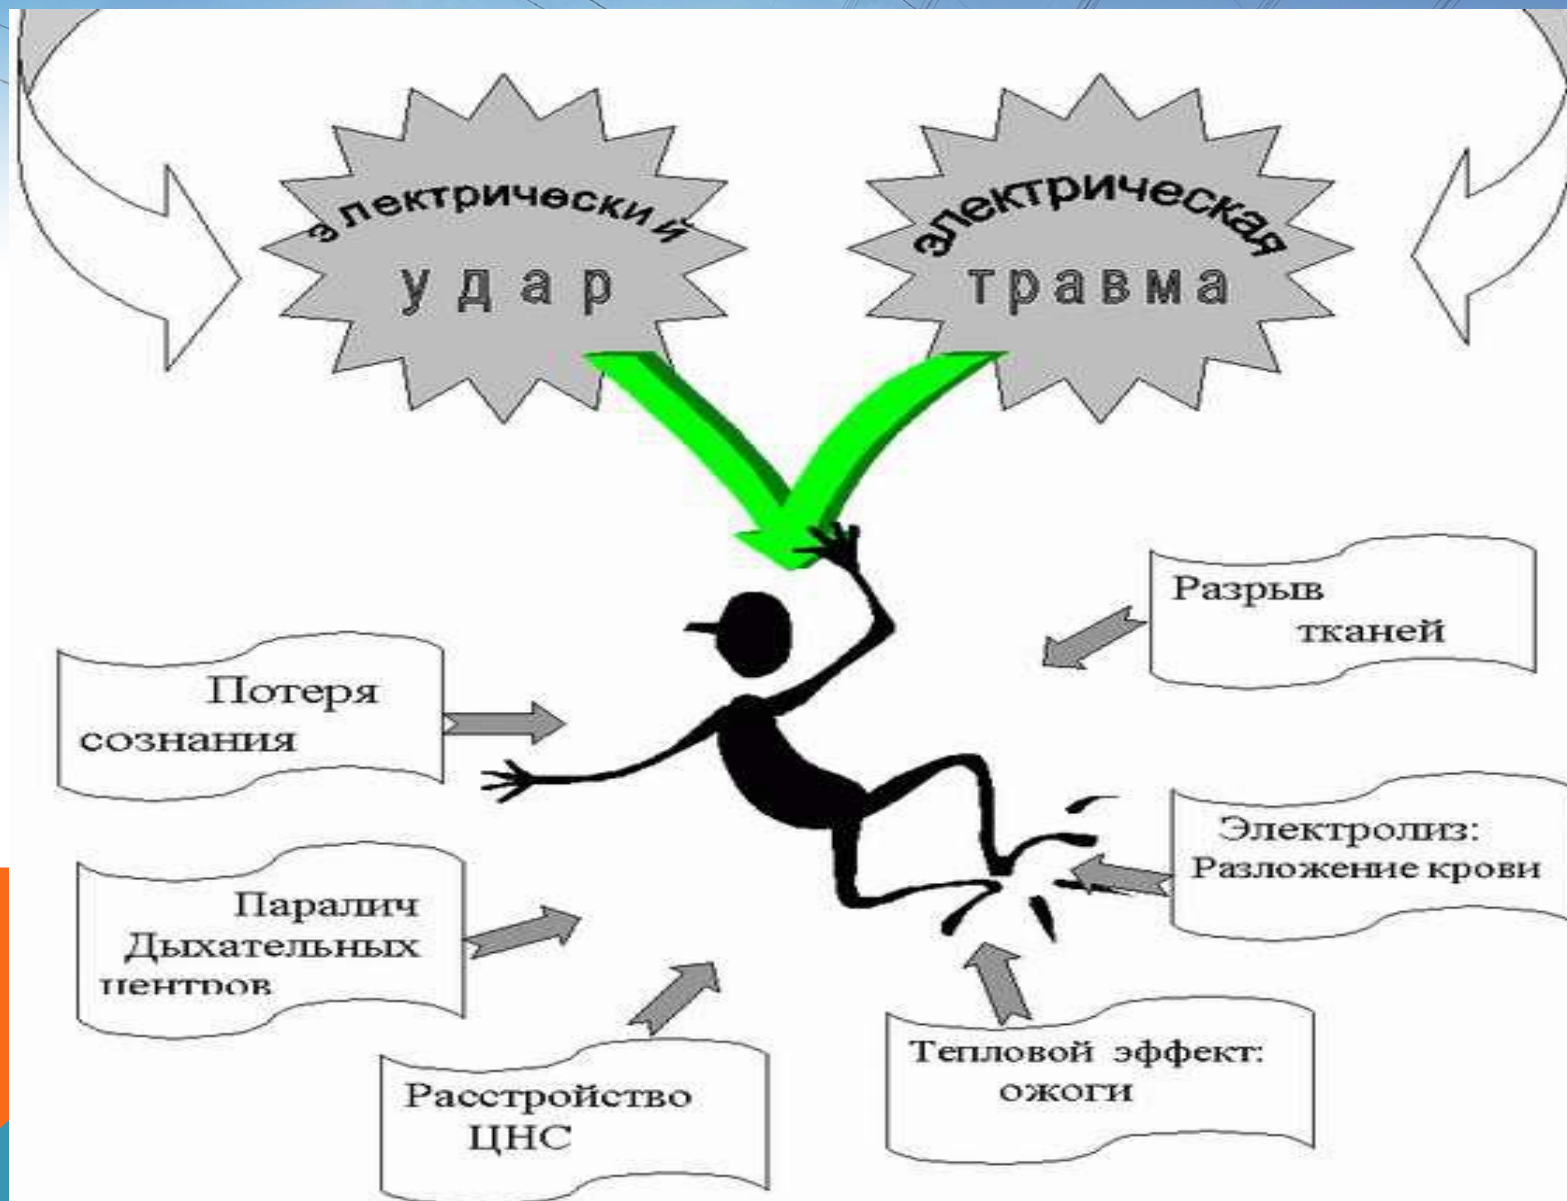 электрический
удар
электрическая
травма
Разрыв
тканей
Потеря
сознания
Электролиз:
Разложение крови
Паралич
Дыхательных
центров
Тепловой эффект:
ожоги
Расстройство
ЦНС